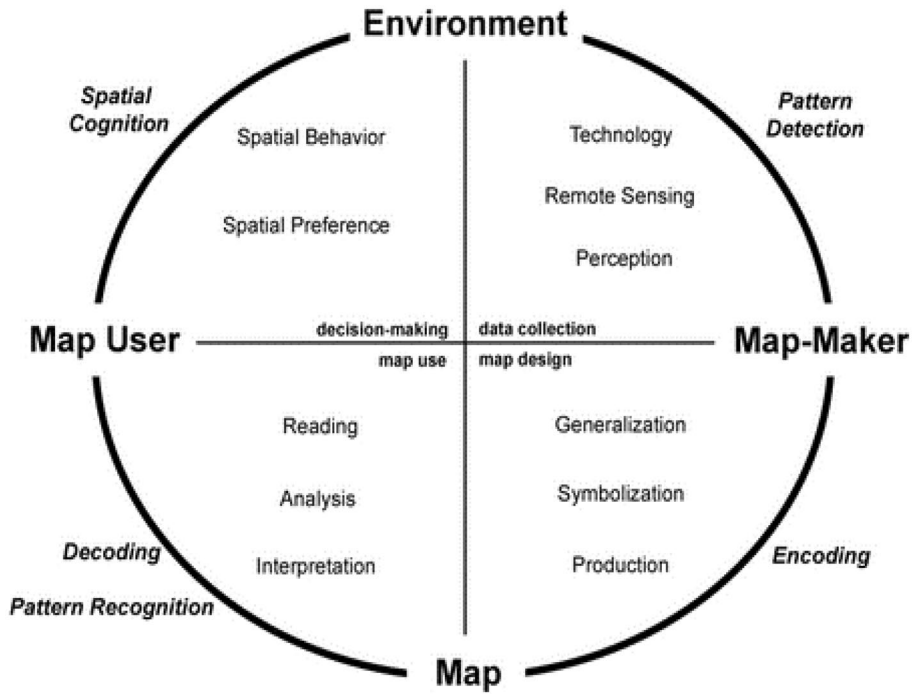 Environment
Spatial
Cognition
Pattern
Detection
Spatial Behavior
Technology
Remote Sensing
Spatial Preference
Perception
decision-making
data collection
Map User
Map-Maker
map use
map design
Reading
Generalization
Analysis
Symbolization
Decoding
Encoding
Interpretation
Production
Pattern Recognition
Map